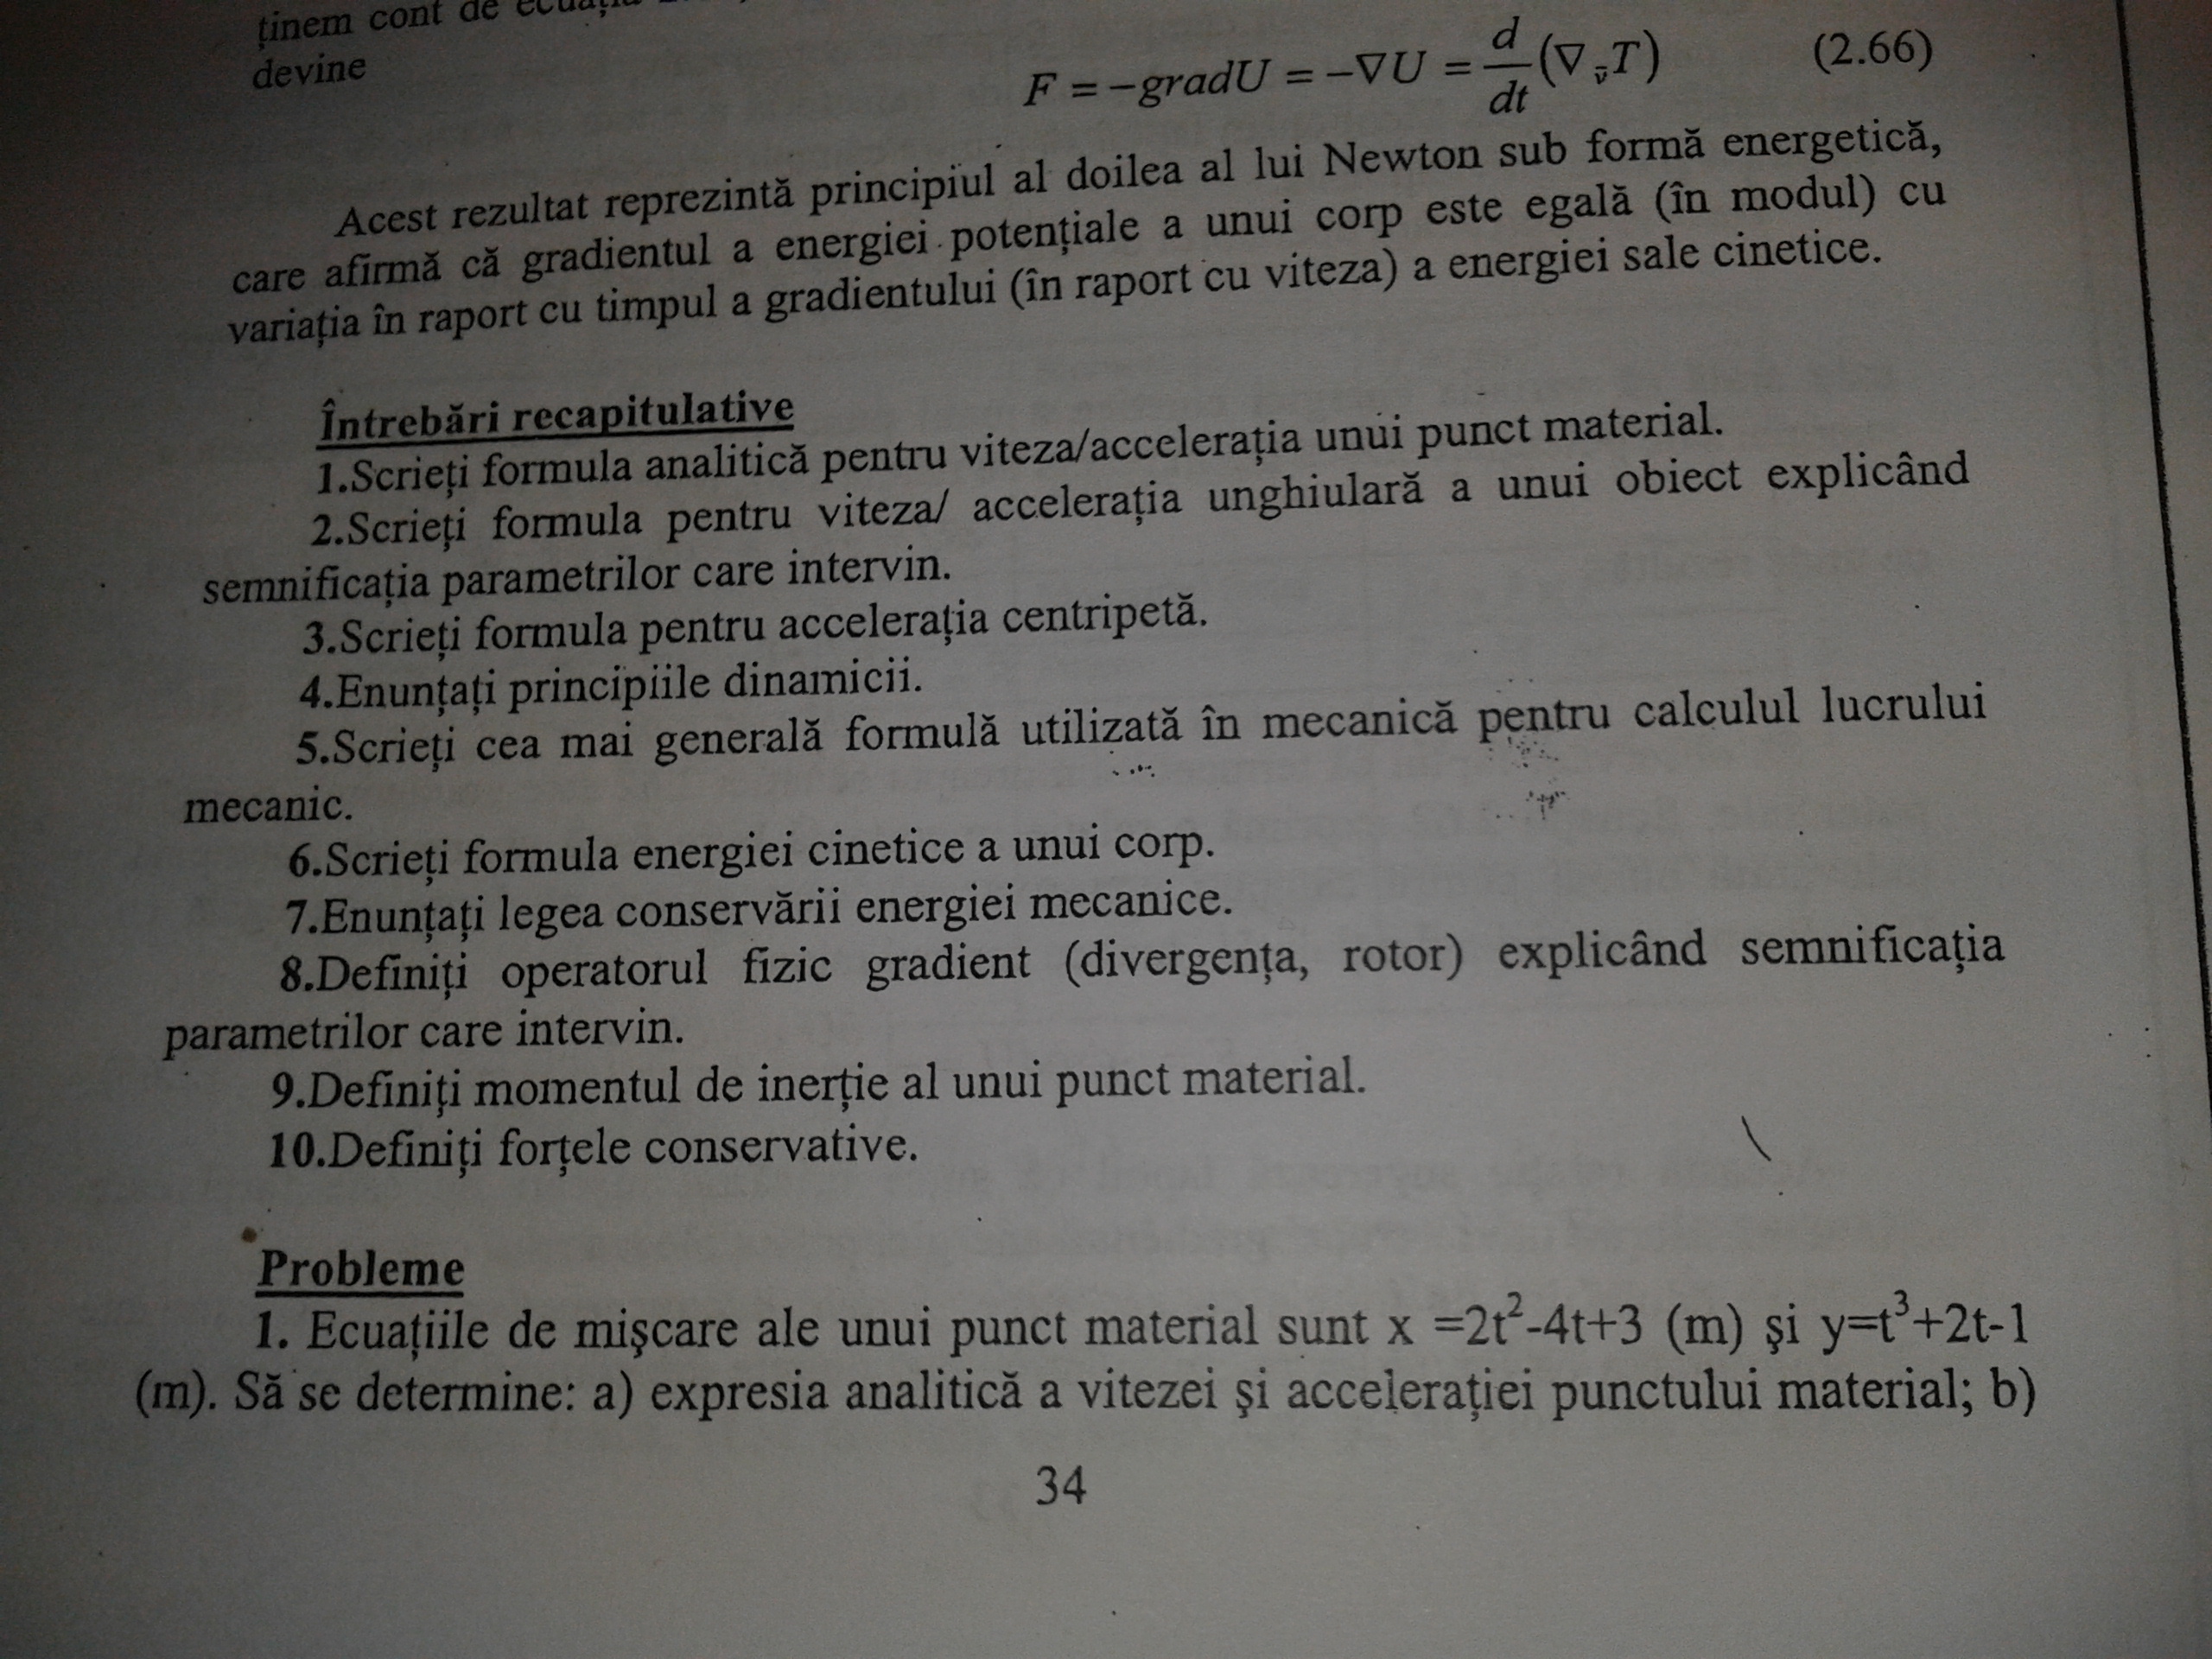 ținem cont de ecuația
devine
F = −gradU = −∇U = d/dt (∇_v̄ T) (2.66)
Acest rezultat reprezintă principiul al doilea al lui Newton sub formă energetică,
care afirmă că gradientul a energiei potențiale a unui corp este egală (în modul) cu
variația în raport cu timpul a gradientului (în raport cu viteza) a energiei sale cinetice.
Întrebări recapitulative
1.Scrieți formula analitică pentru viteza/accelerația unui punct material.
2.Scrieți formula pentru viteza/ accelerația unghiulară a unui obiect explicând
semnificația parametrilor care intervin.
3.Scrieți formula pentru accelerația centripetă.
4.Enunțați principiile dinamicii.
5.Scrieți cea mai generală formulă utilizată în mecanică pentru calculul lucrului
mecanic.
6.Scrieți formula energiei cinetice a unui corp.
7.Enunțați legea conservării energiei mecanice.
8.Definiți operatorul fizic gradient (divergența, rotor) explicând semnificația
parametrilor care intervin.
9.Definiți momentul de inerție al unui punct material.
10.Definiți forțele conservative.
Probleme
1. Ecuațiile de mişcare ale unui punct material sunt x =2t²-4t+3 (m) şi y=t³+2t-1
(m). Să se determine: a) expresia analitică a vitezei şi accelerației punctului material; b)
34